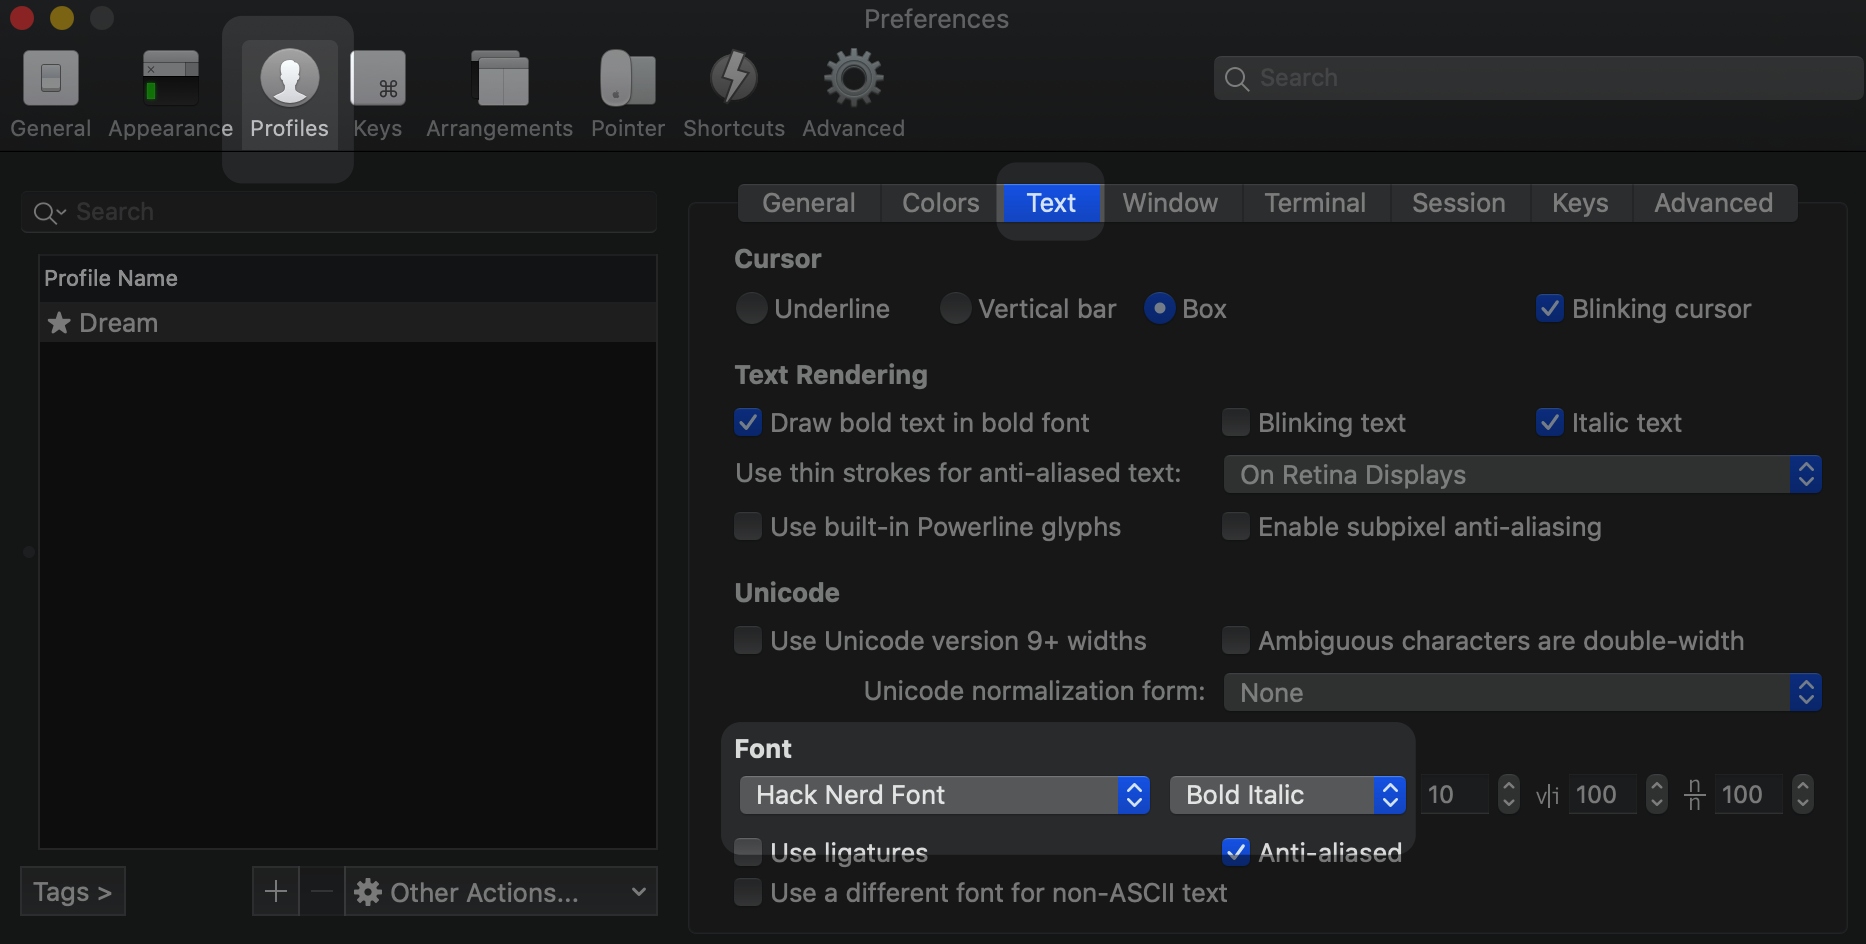 Preferences
General Appearance Profiles Keys Arrangements Pointer Shortcuts Advanced
Search
Search
Profile Name
Dream
Tags >
Other Actions...
General Colors Text Window Terminal Session Keys Advanced
Cursor
Underline Vertical bar Box Blinking cursor
Text Rendering
Draw bold text in bold font Blinking text Italic text
Use thin strokes for anti-aliased text: On Retina Displays
Use built-in Powerline glyphs Enable subpixel anti-aliasing
Unicode
Use Unicode version 9+ widths Ambiguous characters are double-width
Unicode normalization form: None
Font
Hack Nerd Font Bold Italic 10 v|i 100 n/n 100
Use ligatures Anti-aliased
Use a different font for non-ASCII text